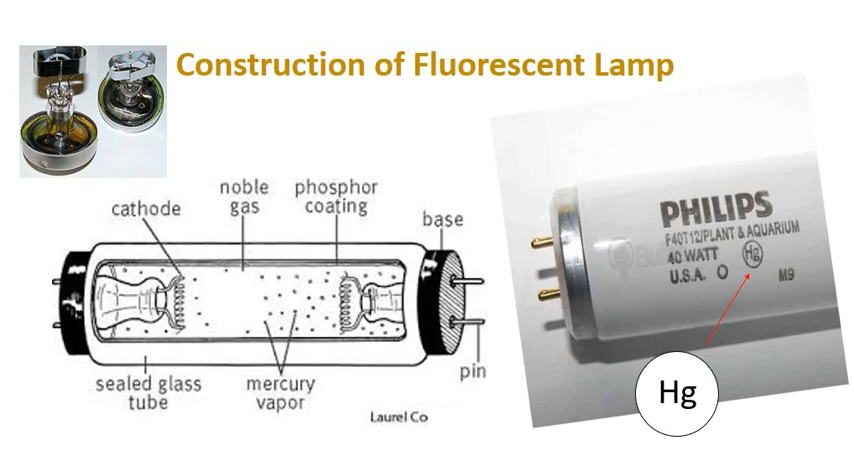 Construction of Fluorescent Lamp
noble
gas
phosphor
coating
cathode
base
sealed glass
tube
mercury
vapor
pin
Laurel Co
PHILIPS
F40T12/PLANT & AQUARIUM
40 WATT
Hg
U.S.A.
M9
Hg